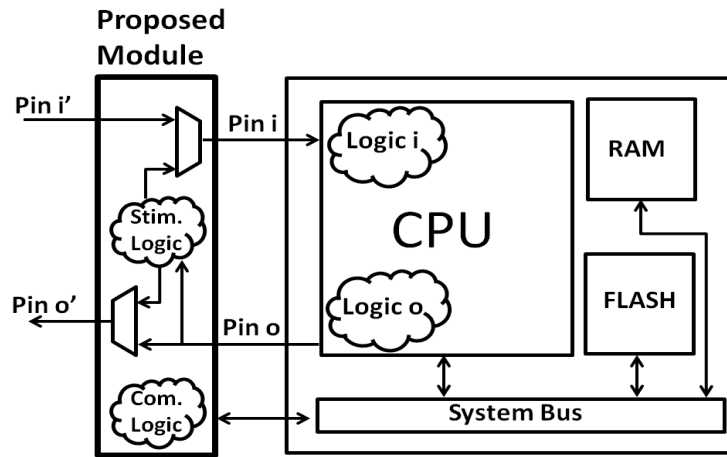 Proposed
Module
Pin i’
Pin i
Logic i
RAM
Stim.
Logic
CPU
Pin o’
Logic o
FLASH
Pin o
Com.
Logic
System Bus